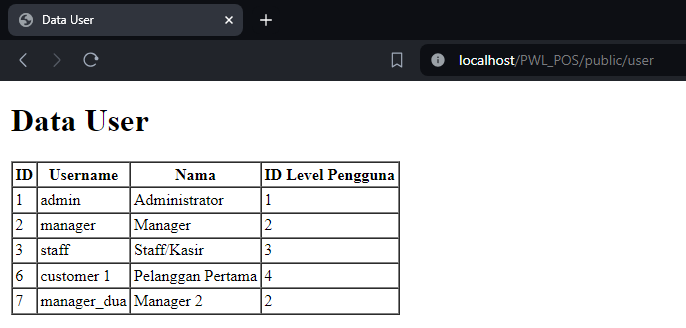 Data User
localhost/PWL_POS/public/user
Data User
ID Username Nama ID Level Pengguna
1 admin Administrator 1
2 manager Manager 2
3 staff Staff/Kasir 3
6 customer 1 Pelanggan Pertama 4
7 manager_dua Manager 2 2